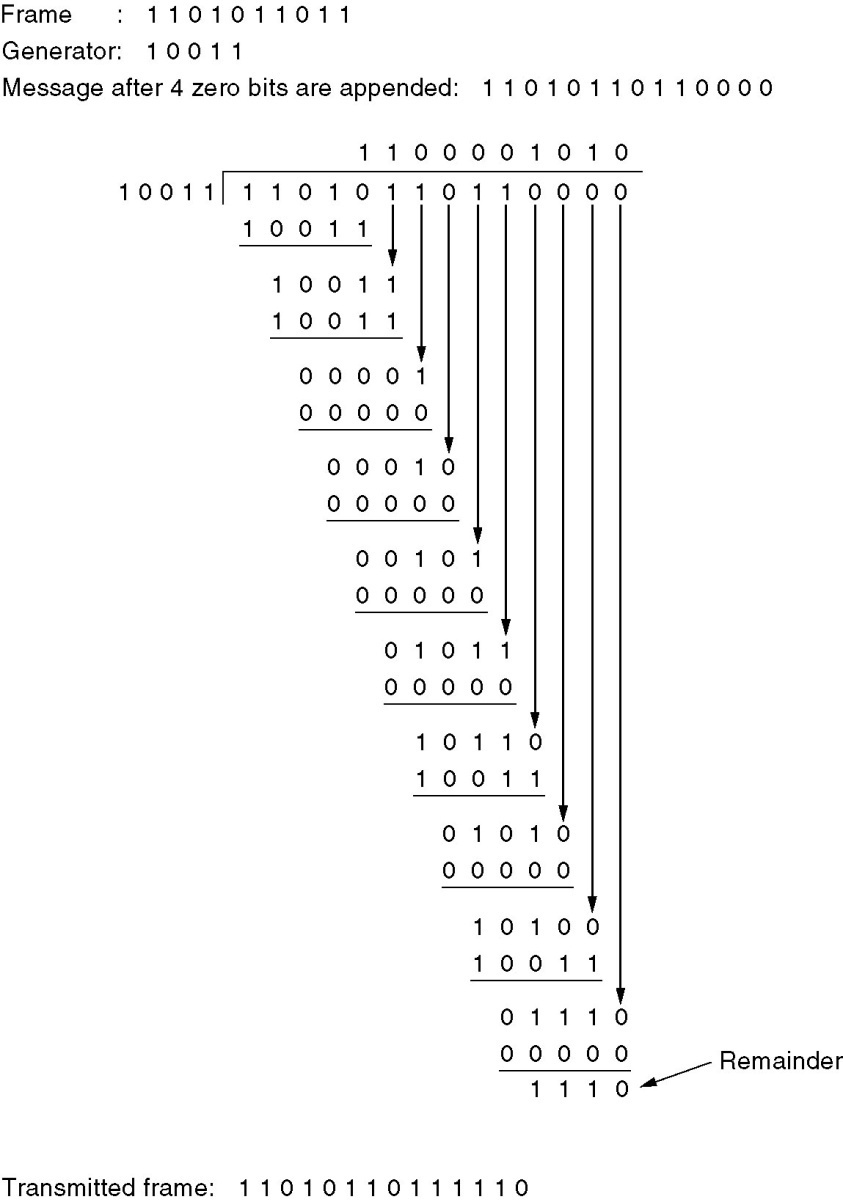 Frame : 1 1 0 1 0 1 1 0 1 1
Generator: 1 0 0 1 1
Message after 4 zero bits are appended: 1 1 0 1 0 1 1 0 1 1 0 0 0 0
1 1 0 0 0 0 1 0 1 0
1 0 0 1 1 1 1 0 1 0 1 1 0 1 1 0 0 0 0
1 0 0 1 1
1 0 0 1 1
1 0 0 1 1
0 0 0 0 1
0 0 0 0 0
0 0 0 1 0
0 0 0 0 0
0 0 1 0 1
0 0 0 0 0
0 1 0 1 1
0 0 0 0 0
1 0 1 1 0
1 0 0 1 1
0 1 0 1 0
0 0 0 0 0
1 0 1 0 0
1 0 0 1 1
0 1 1 1 0
0 0 0 0 0
Remainder
1 1 1 0
Transmitted frame: 1 1 0 1 0 1 1 0 1 1 1 1 1 0